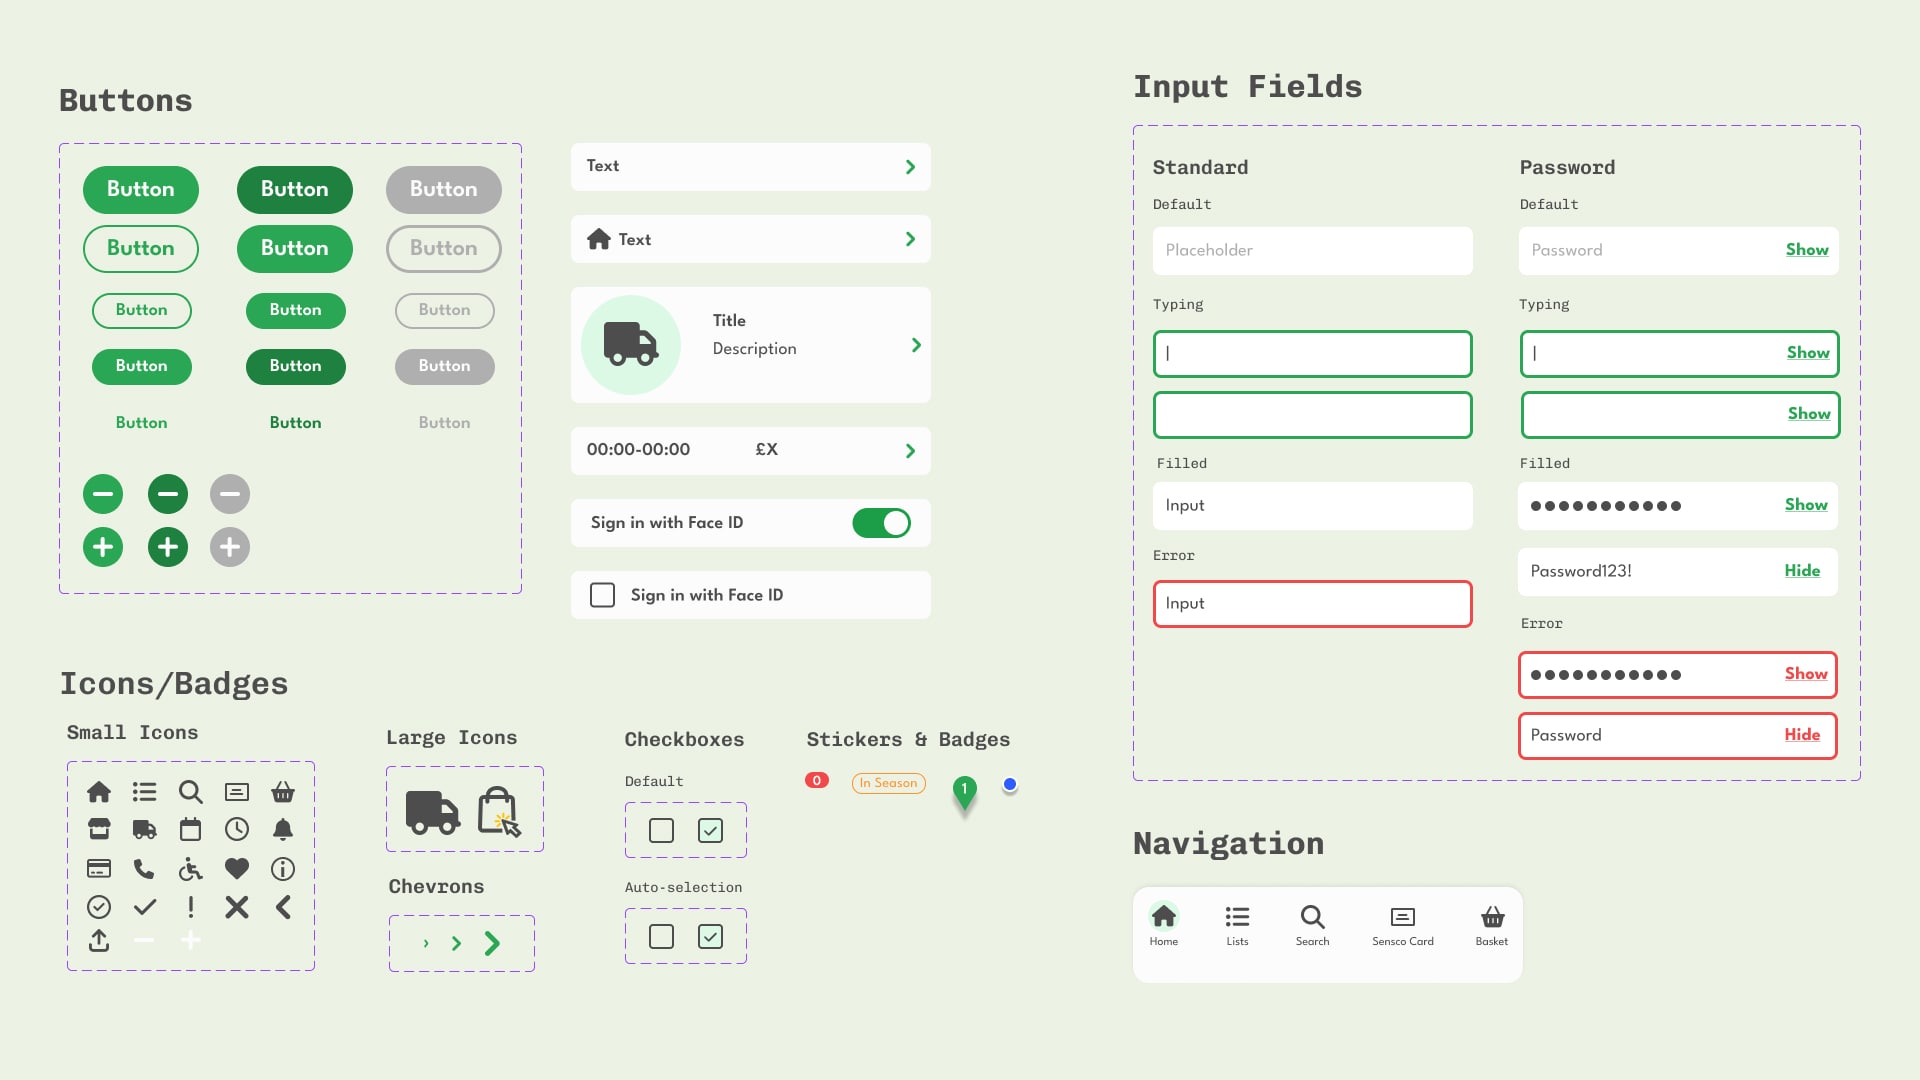 Buttons
Button Button Button
Button Button Button
Button Button Button
Button Button Button
Button Button Button
Text
Text
Title
Description
00:00-00:00 £X
Sign in with Face ID
Sign in with Face ID
Icons/Badges
Small Icons
Large Icons
Chevrons
Checkboxes
Default
Auto-selection
Stickers & Badges
0 In Season 1
Input Fields
Standard
Default
Placeholder
Typing
|
Filled
Input
Error
Input
Password
Default
Password Show
Typing
| Show
Show
Filled
●●●●●●●●●●● Show
Password123! Hide
Error
●●●●●●●●●●● Show
Password Hide
Navigation
Home Lists Search Sensco Card Basket